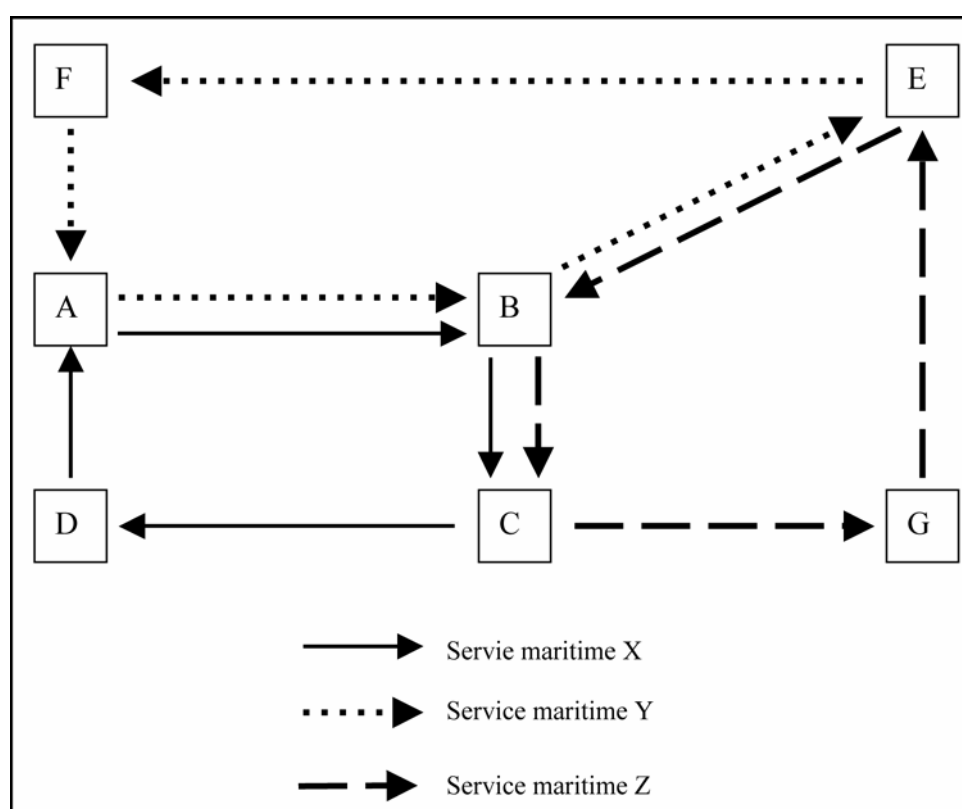 F E
A B
D C G
Servie maritime X
Service maritime Y
Service maritime Z